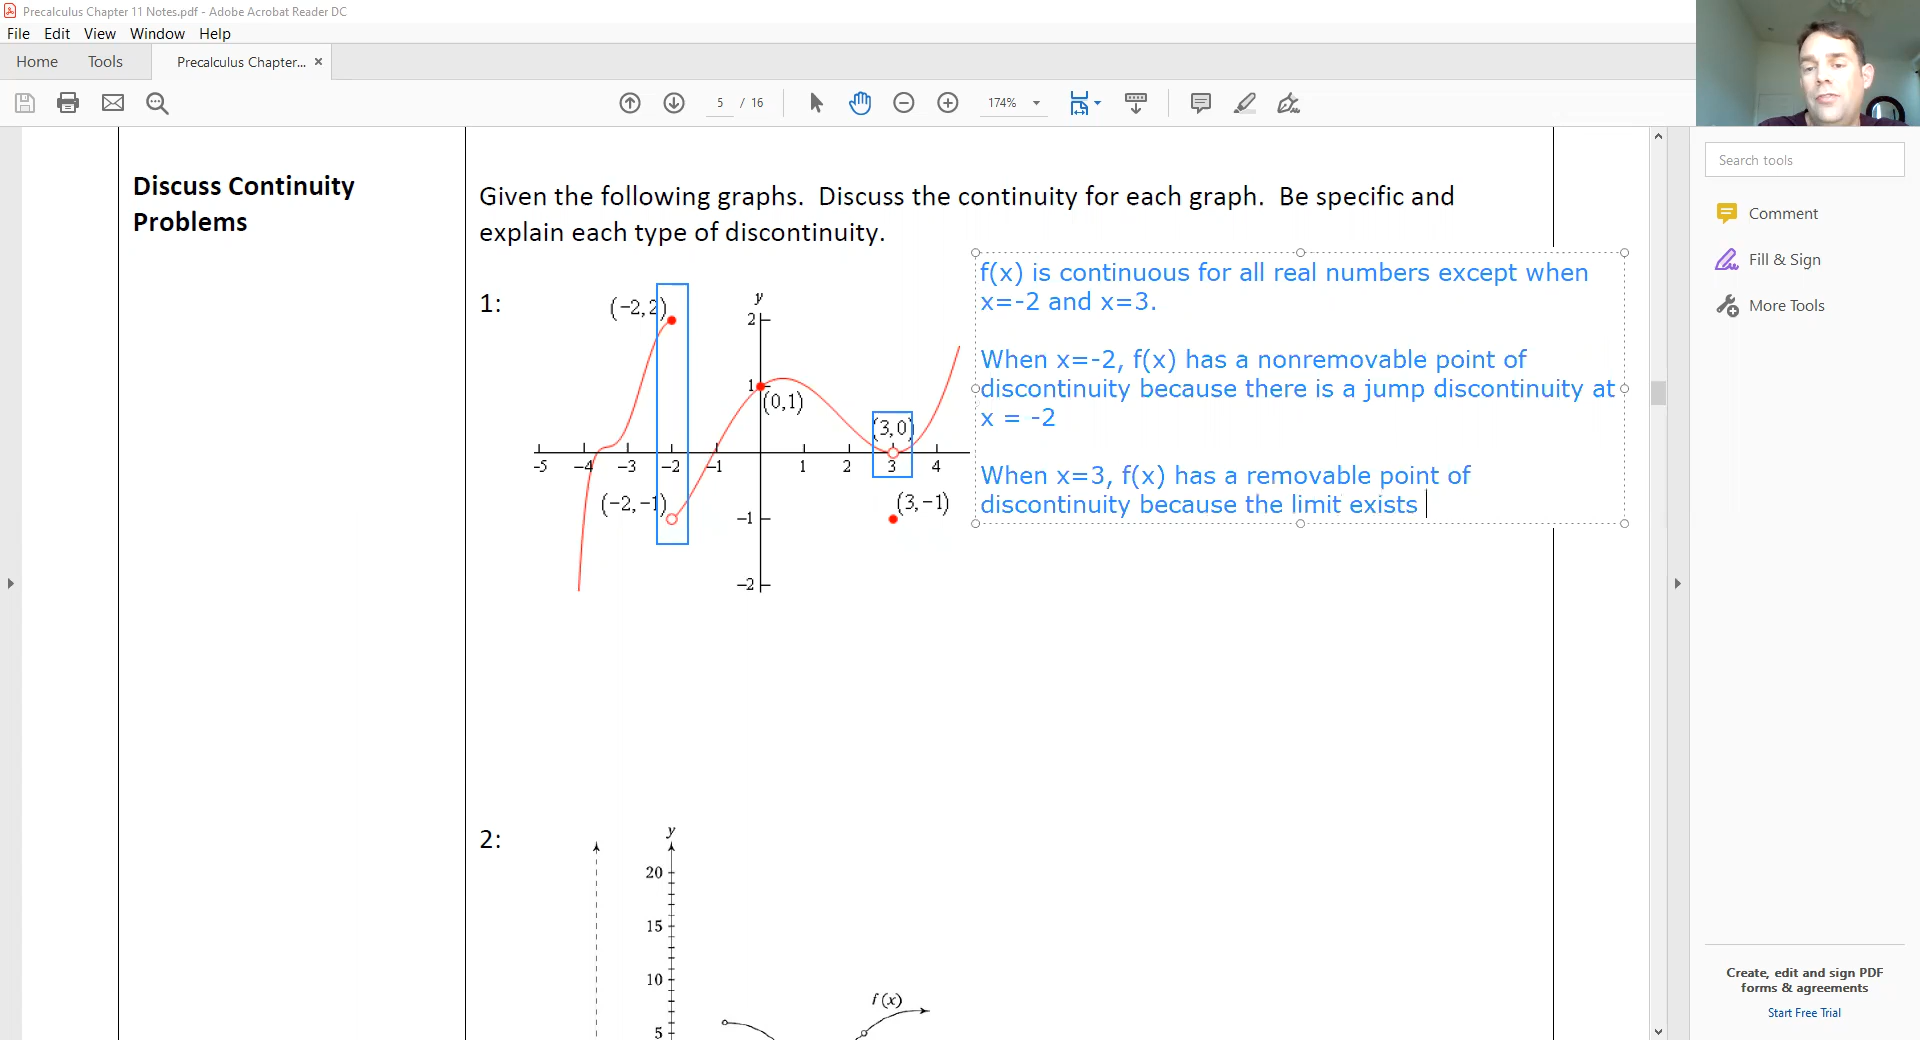 Precalculus Chapter 11 Notes.pdf - Adobe Acrobat Reader DC
File Edit View Window Help
Home Tools Precalculus Chapter... ×
5 / 16 174%
Search tools
Comment
Fill & Sign
More Tools
Discuss Continuity
Problems
Given the following graphs. Discuss the continuity for each graph. Be specific and
explain each type of discontinuity.
1:
(−2,2)
y
2
1
(0,1)
(3,0)
-5 −4 −3 −2 −1 1 2 3 4
(−2,−1)
(3,−1)
−1
−2
f(x) is continuous for all real numbers except when
x=-2 and x=3.
When x=-2, f(x) has a nonremovable point of
discontinuity because there is a jump discontinuity at
x = -2
When x=3, f(x) has a removable point of
discontinuity because the limit exists
2:
y
20
15
10
f(x)
5
Create, edit and sign PDF
forms & agreements
Start Free Trial